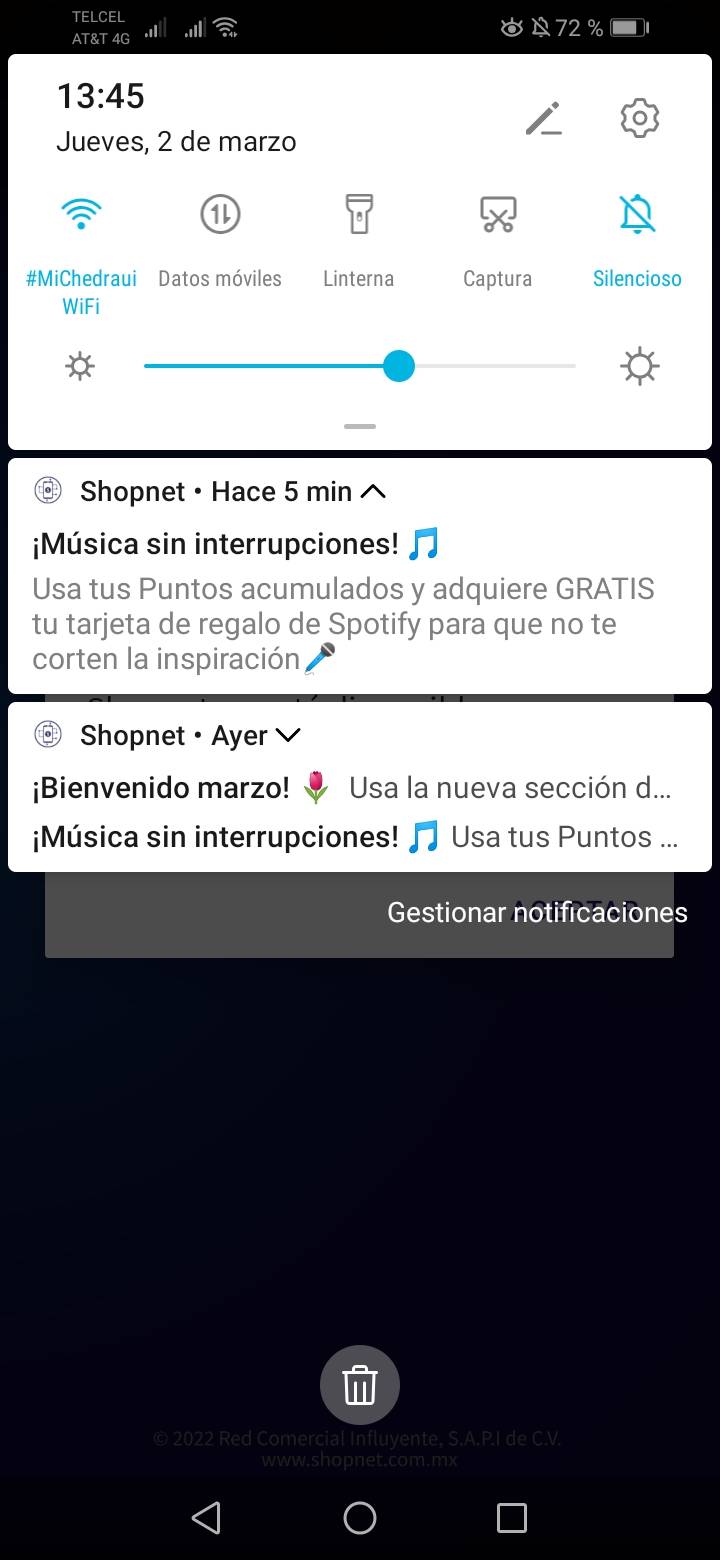 TELCEL
AT&T 4G
72 %
13:45
Jueves, 2 de marzo
#MiChedraui
WiFi
Datos móviles
Linterna
Captura
Silencioso
Shopnet • Hace 5 min
¡Música sin interrupciones! 🎵
Usa tus Puntos acumulados y adquiere GRATIS
tu tarjeta de regalo de Spotify para que no te
corten la inspiración🎤
Shopnet • Ayer
¡Bienvenido marzo! 🌷 Usa la nueva sección d...
¡Música sin interrupciones! 🎵 Usa tus Puntos ...
Gestionar notificaciones
ACEPTAR
© 2022 Red Comercial Influyente, S.A.P.I de C.V.
www.shopnet.com.mx